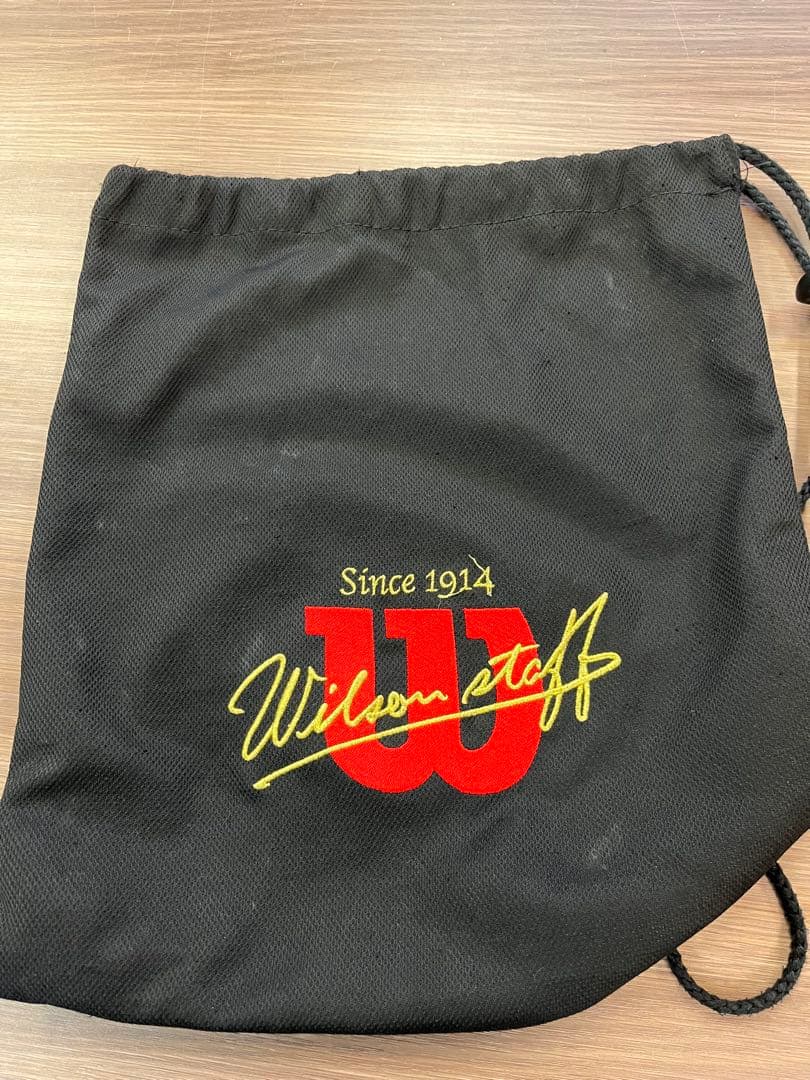 Since 1914
W
Wilson staff